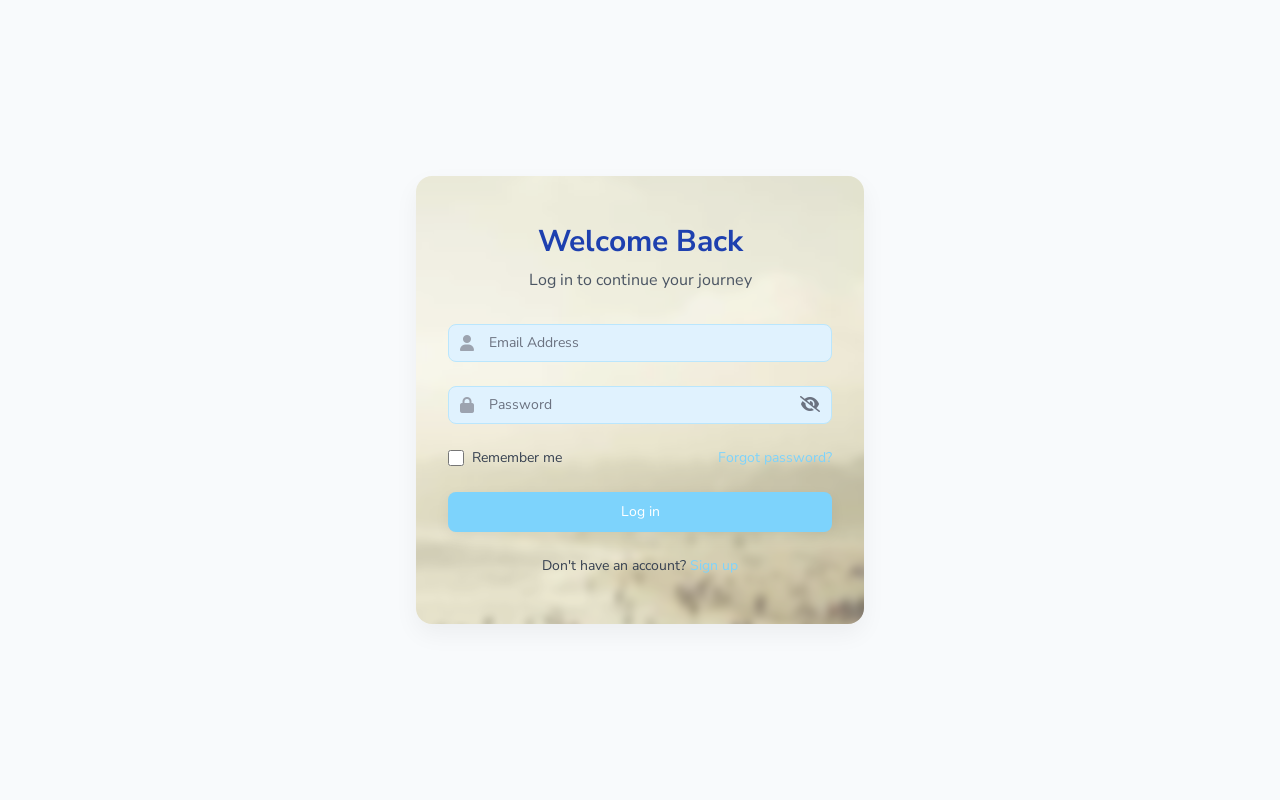 Welcome Back
Log in to continue your journey
Email Address
Password
Remember me
Forgot password?
Log in
Don't have an account? Sign up